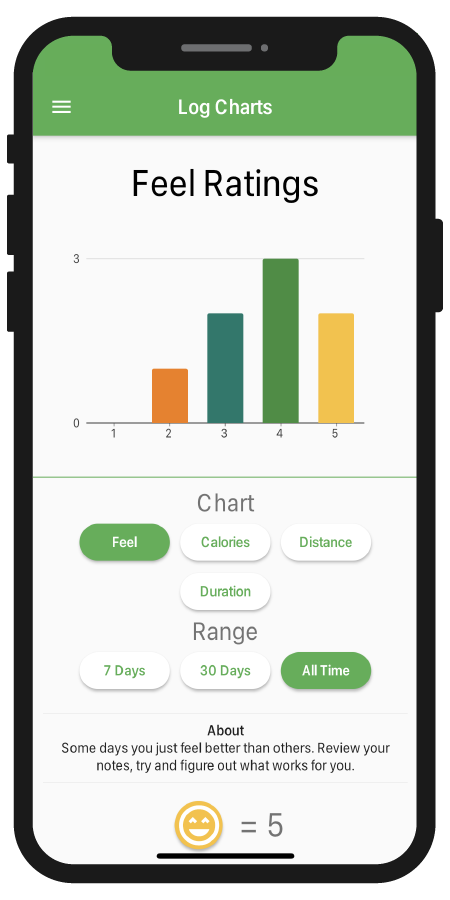 Log Charts
Feel Ratings
3
0
1 2 3 4 5
Chart
Feel Calories Distance
Duration
Range
7 Days 30 Days All Time
About
Some days you just feel better than others. Review your
notes, try and figure out what works for you.
= 5